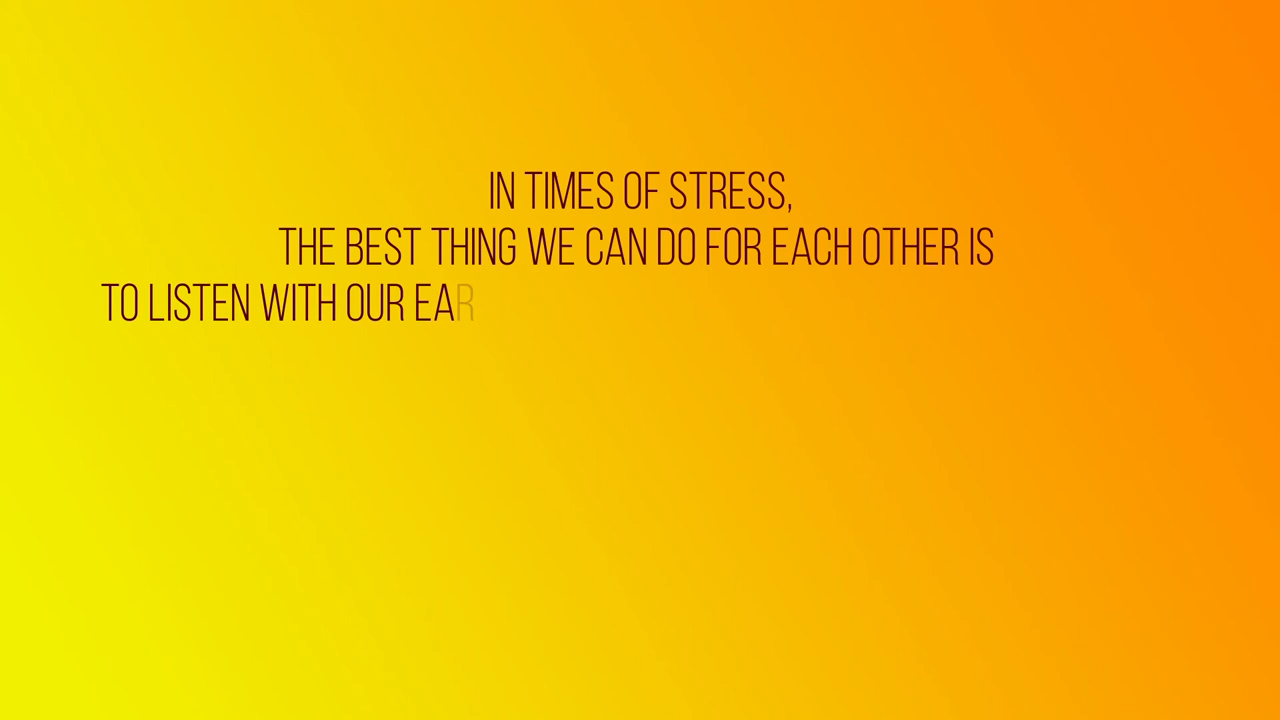 IN TIMES OF STRESS,
THE BEST THING WE CAN DO FOR EACH OTHER IS
TO LISTEN WITH OUR EAR